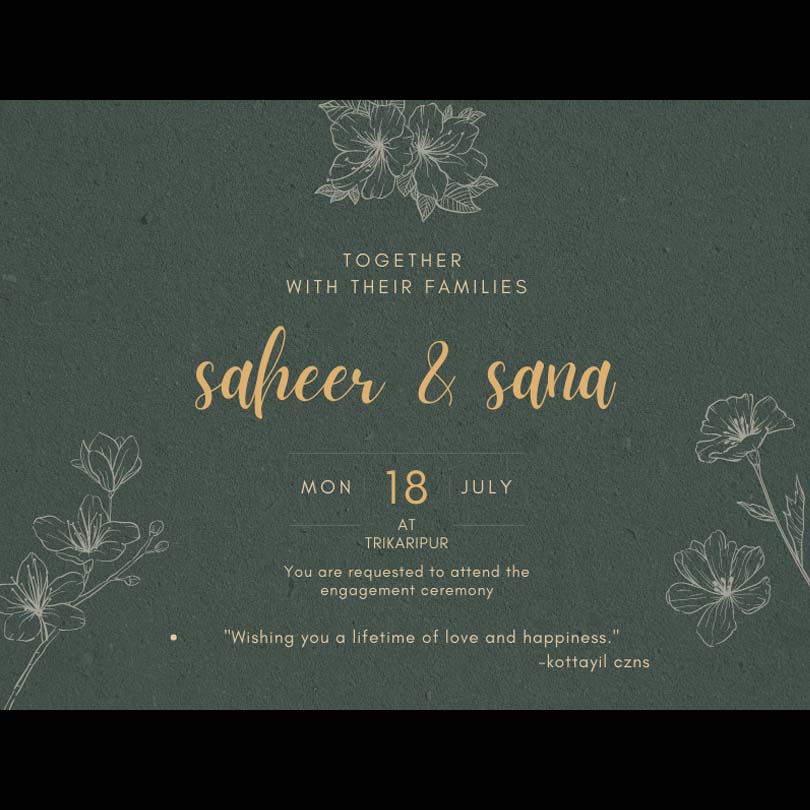 TOGETHER
WITH THEIR FAMILIES
saheer & sana
MON 18 JULY
AT
TRIKARIPUR
You are requested to attend the
engagement ceremony
• "Wishing you a lifetime of love and happiness."
-kottayil czns